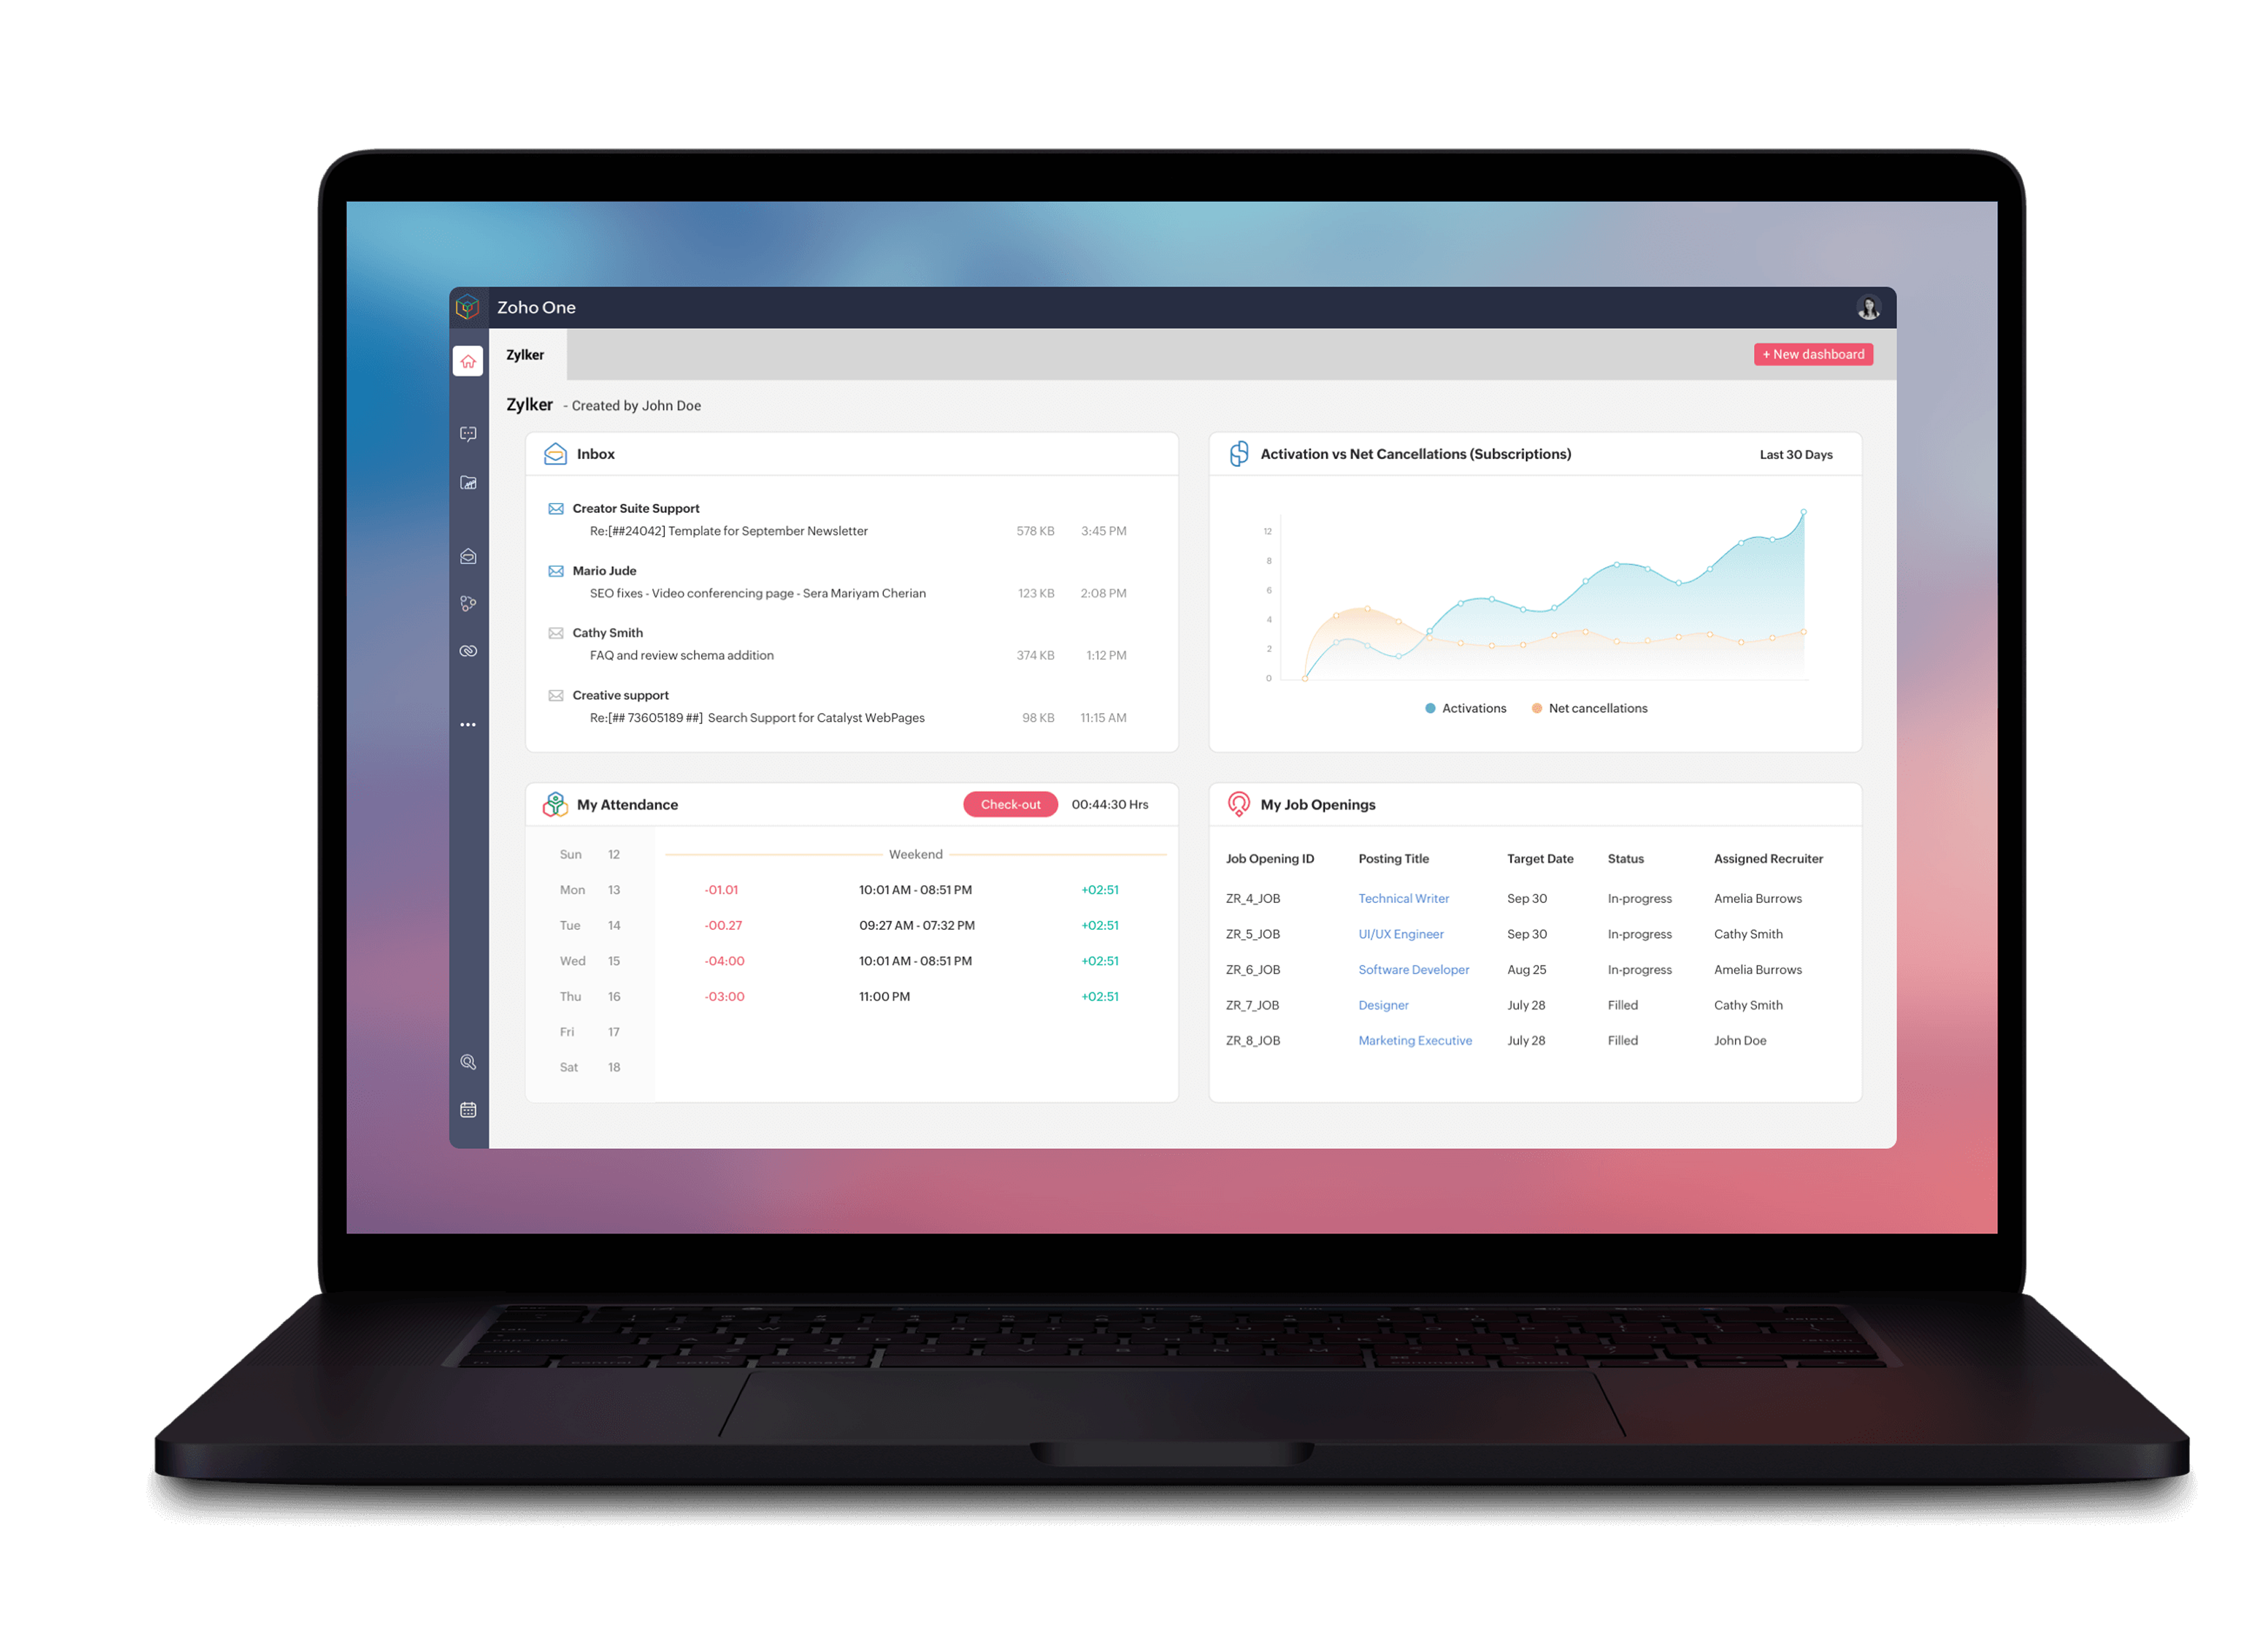 Zoho One
Zylker
+ New dashboard
Zylker - Created by John Doe
Inbox
Creator Suite Support
Re:[##24042] Template for September Newsletter 578 KB 3:45 PM
Mario Jude
SEO fixes - Video conferencing page - Sera Mariyam Cherian 123 KB 2:08 PM
Cathy Smith
FAQ and review schema addition 374 KB 1:12 PM
Creative support
Re:[## 73605189 ##] Search Support for Catalyst WebPages 98 KB 11:15 AM
Activation vs Net Cancellations (Subscriptions) Last 30 Days
12
8
6
4
2
0
Activations Net cancellations
My Attendance Check-out 00:44:30 Hrs
Sun 12 Weekend
Mon 13 -01.01 10:01 AM - 08:51 PM +02:51
Tue 14 -00.27 09:27 AM - 07:32 PM +02:51
Wed 15 -04:00 10:01 AM - 08:51 PM +02:51
Thu 16 -03:00 11:00 PM +02:51
Fri 17
Sat 18
My Job Openings
Job Opening ID Posting Title Target Date Status Assigned Recruiter
ZR_4_JOB Technical Writer Sep 30 In-progress Amelia Burrows
ZR_5_JOB UI/UX Engineer Sep 30 In-progress Cathy Smith
ZR_6_JOB Software Developer Aug 25 In-progress Amelia Burrows
ZR_7_JOB Designer July 28 Filled Cathy Smith
ZR_8_JOB Marketing Executive July 28 Filled John Doe